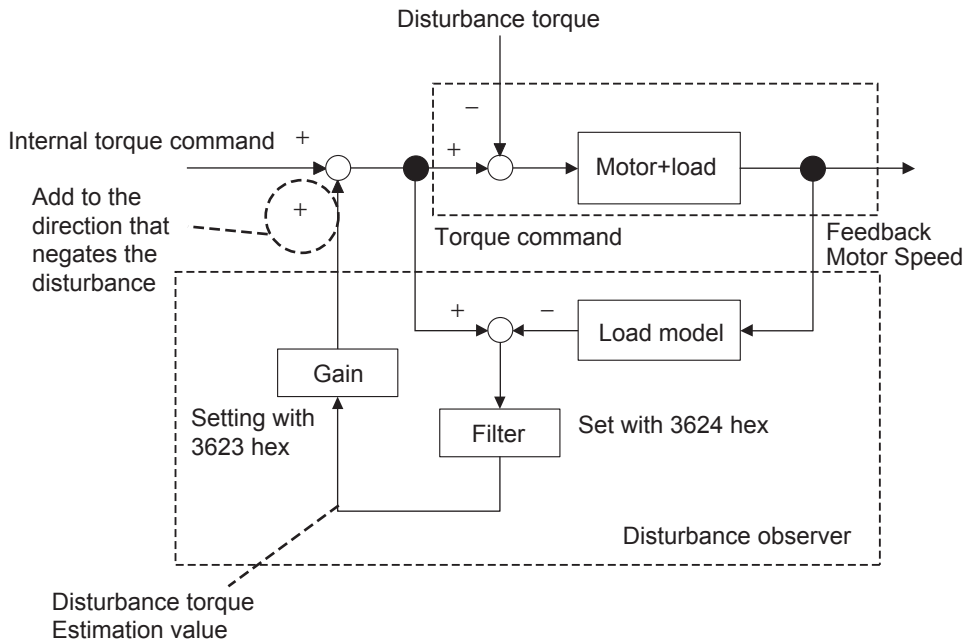 Disturbance torque
−
Internal torque command
+
+
Motor+load
Add to the
direction that
negates the
disturbance
+
Torque command
Feedback
Motor Speed
+
−
Load model
Gain
Setting with
3623 hex
Filter
Set with 3624 hex
Disturbance observer
Disturbance torque
Estimation value